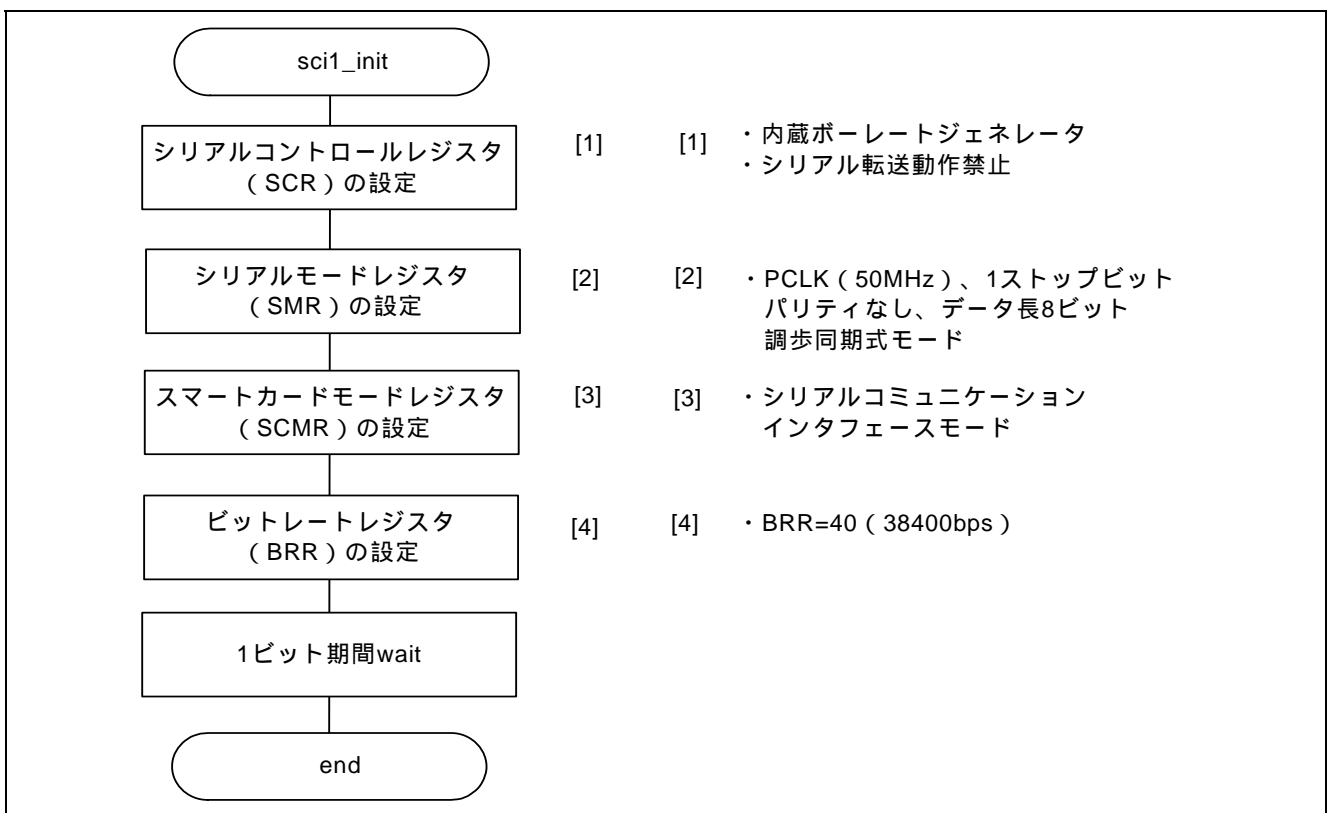 sci1_init
シリアルコントロールレジスタ
（SCR）の設定
[1]
[1] ・内蔵ボーレートジェネレータ
・シリアル転送動作禁止
シリアルモードレジスタ
（SMR）の設定
[2]
[2] ・PCLK（50MHz）、1ストップビット
パリティなし、データ長8ビット
調歩同期式モード
スマートカードモードレジスタ
（SCMR）の設定
[3]
[3] ・シリアルコミュニケーション
インタフェースモード
ビットレートレジスタ
（BRR）の設定
[4]
[4] ・BRR=40（38400bps）
1ビット期間wait
end